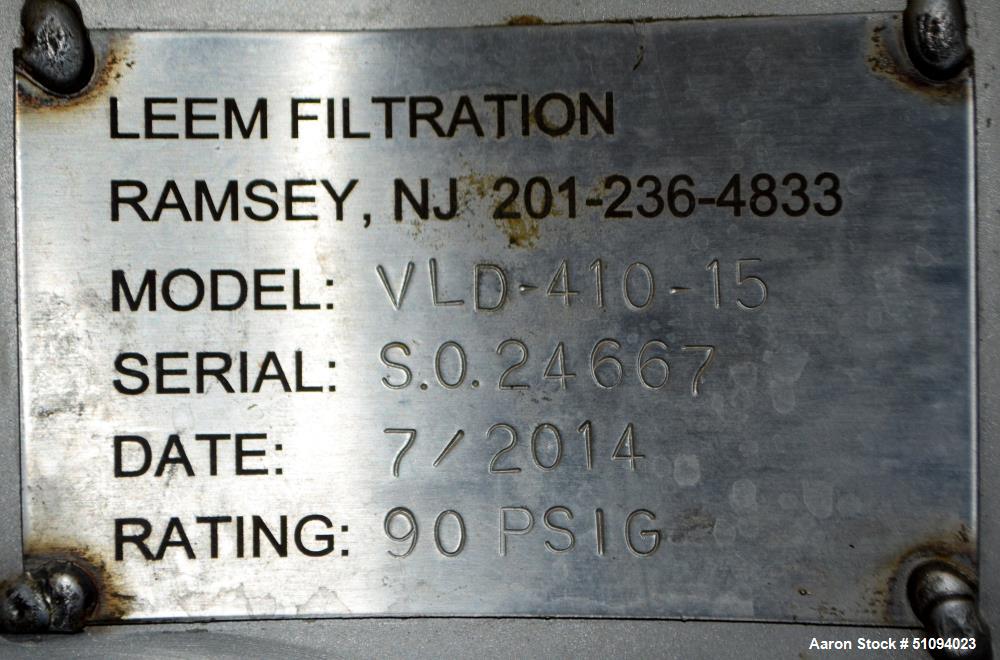 LEEM FILTRATION
RAMSEY, NJ 201-236-4833
MODEL: VLD-410-15
SERIAL: S.O.24667
DATE: 7/2014
RATING: 90 PSIG
Aaron Stock # 51094023